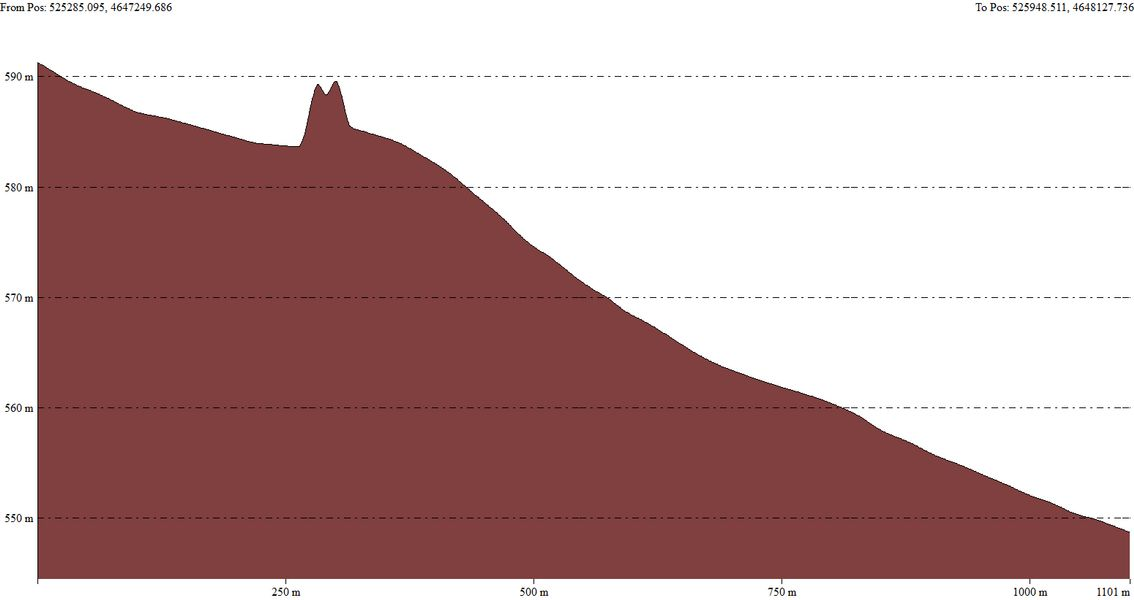 From Pos: 525285.095, 4647249.686
To Pos: 525948.511, 4648127.736
590 m
580 m
570 m
560 m
550 m
250 m
500 m
750 m
1000 m
1101 m